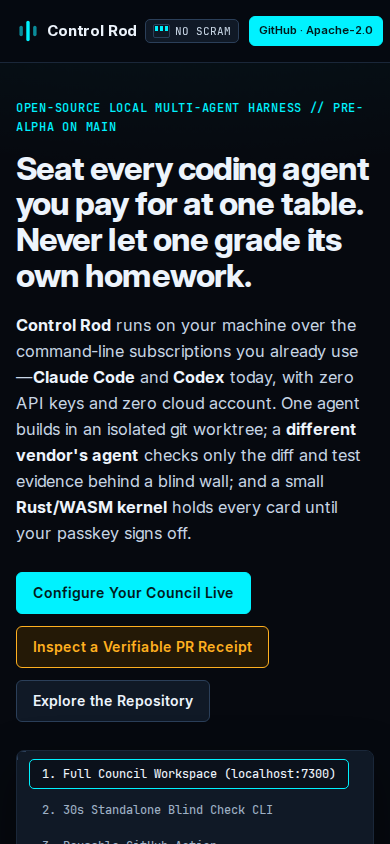 Control Rod
NO SCRAM
GitHub · Apache-2.0
OPEN-SOURCE LOCAL MULTI-AGENT HARNESS // PRE-
ALPHA ON MAIN
Seat every coding agent
you pay for at one table.
Never let one grade its
own homework.
Control Rod runs on your machine over the
command-line subscriptions you already use
—Claude Code and Codex today, with zero
API keys and zero cloud account. One agent
builds in an isolated git worktree; a different
vendor's agent checks only the diff and test
evidence behind a blind wall; and a small
Rust/WASM kernel holds every card until
your passkey signs off.
Configure Your Council Live
Inspect a Verifiable PR Receipt
Explore the Repository
1. Full Council Workspace (localhost:7300)
2. 30s Standalone Blind Check CLI
3. Reusable GitHub Action